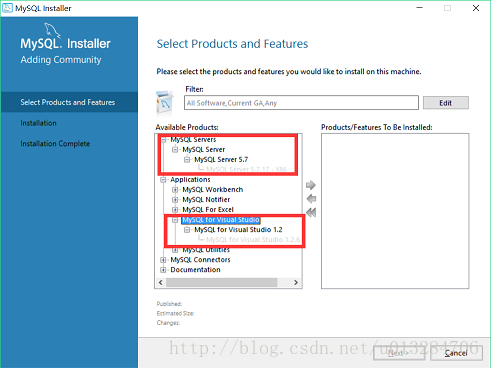 MySQL Installer
MySQL. Installer
Adding Community
Select Products and Features
Installation
Installation Complete
Select Products and Features
Please select the products and features you would like to install on this machine.
Filter:
All Software,Current GA,Any
Edit
Available Products:
MySQL Servers
MySQL Server
MySQL Server 5.7
MySQL Server 5.7.17 - X86
Applications
MySQL Workbench
MySQL Notifier
MySQL For Excel
MySQL for Visual Studio
MySQL for Visual Studio 1.2
MySQL for Visual Studio 1.2.6
MySQL Utilities
MySQL Connectors
Documentation
Products/Features To Be Installed:
Published:
Estimated Size:
Changes:
http://blog.csdn.net/u013284706
Next >
Cancel